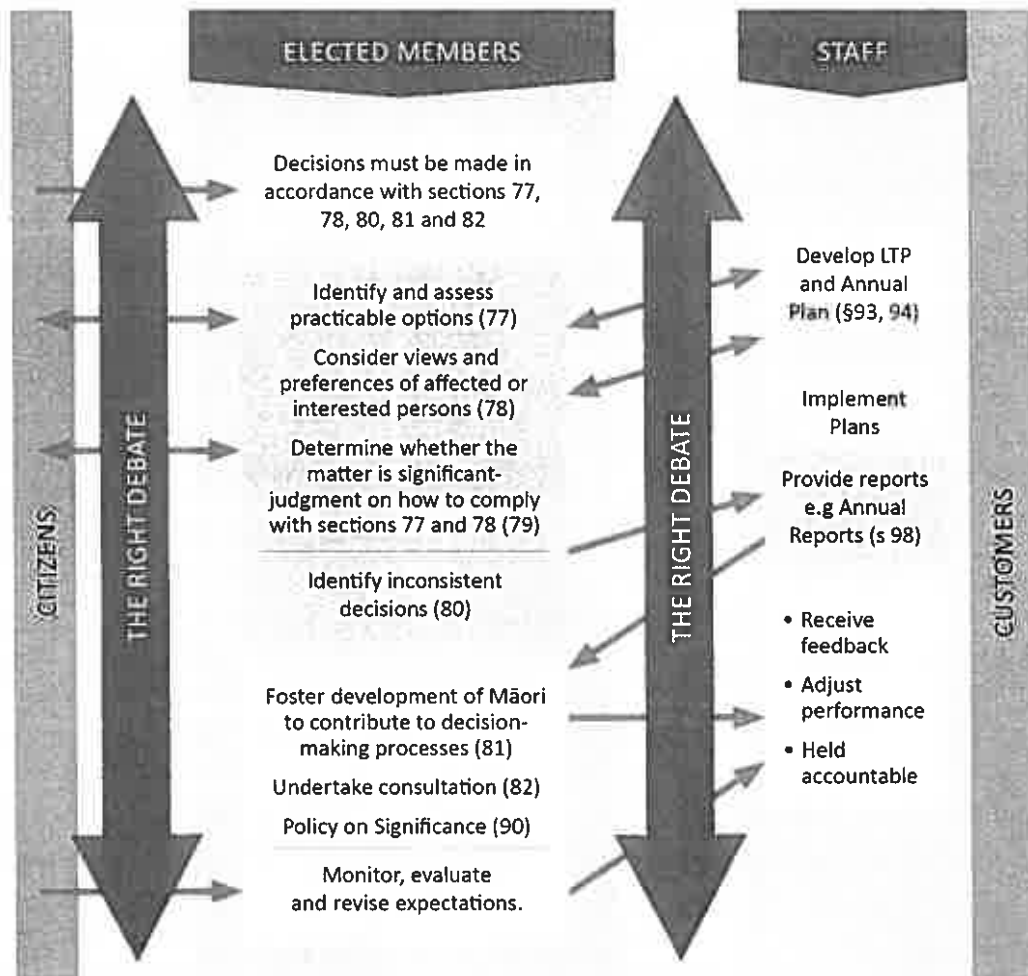 ELECTED MEMBERS
STAFF
CITIZENS
THE RIGHT DEBATE
Decisions must be made in
accordance with sections 77,
78, 80, 81 and 82
Identify and assess
practicable options (77)
Consider views and
preferences of affected or
interested persons (78)
Determine whether the
matter is significant-
judgment on how to comply
with sections 77 and 78 (79)
Identify inconsistent
decisions (80)
Foster development of Māori
to contribute to decision-
making processes (81)
Undertake consultation (82)
Policy on Significance (90)
Monitor, evaluate
and revise expectations.
THE RIGHT DEBATE
Develop LTP
and Annual
Plan (§93, 94)
Implement
Plans
Provide reports
e.g Annual
Reports (s 98)
• Receive
feedback
• Adjust
performance
• Held
accountable
CUSTOMERS